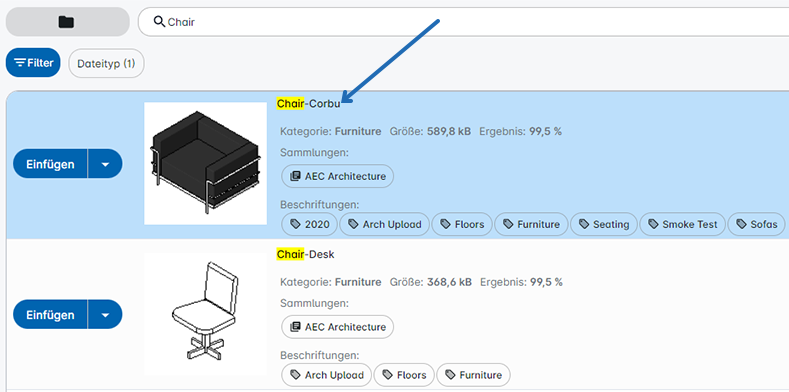 Chair
Filter
Dateityp (1)
Chair-Corbu
Kategorie: Furniture Größe: 589,8 kB Ergebnis: 99,5 %
Sammlungen:
Einfügen
AEC Architecture
Beschriftungen:
2020 Arch Upload Floors Furniture Seating Smoke Test Sofas
Chair-Desk
Kategorie: Furniture Größe: 368,6 kB Ergebnis: 99,5 %
Sammlungen:
Einfügen
AEC Architecture
Beschriftungen:
Arch Upload Floors Furniture